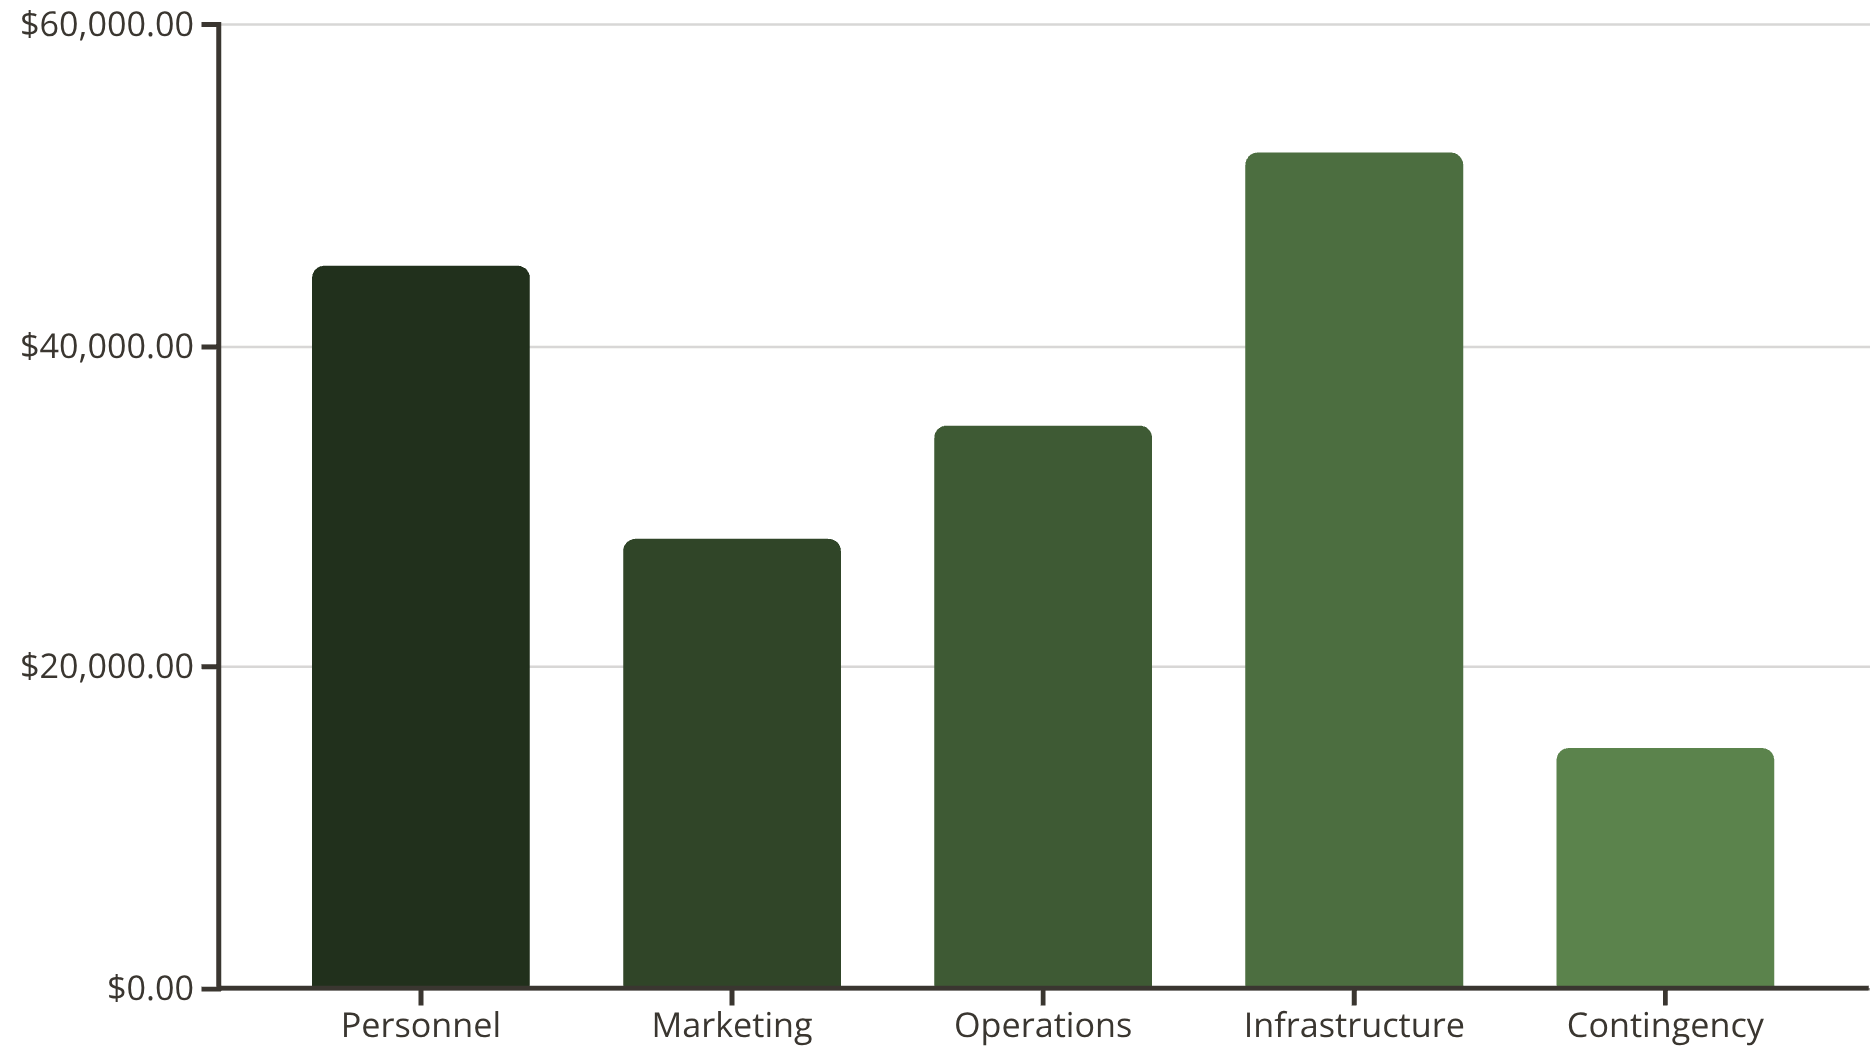 $60,000.00
$40,000.00
$20,000.00
$0.00
Personnel Marketing Operations Infrastructure Contingency